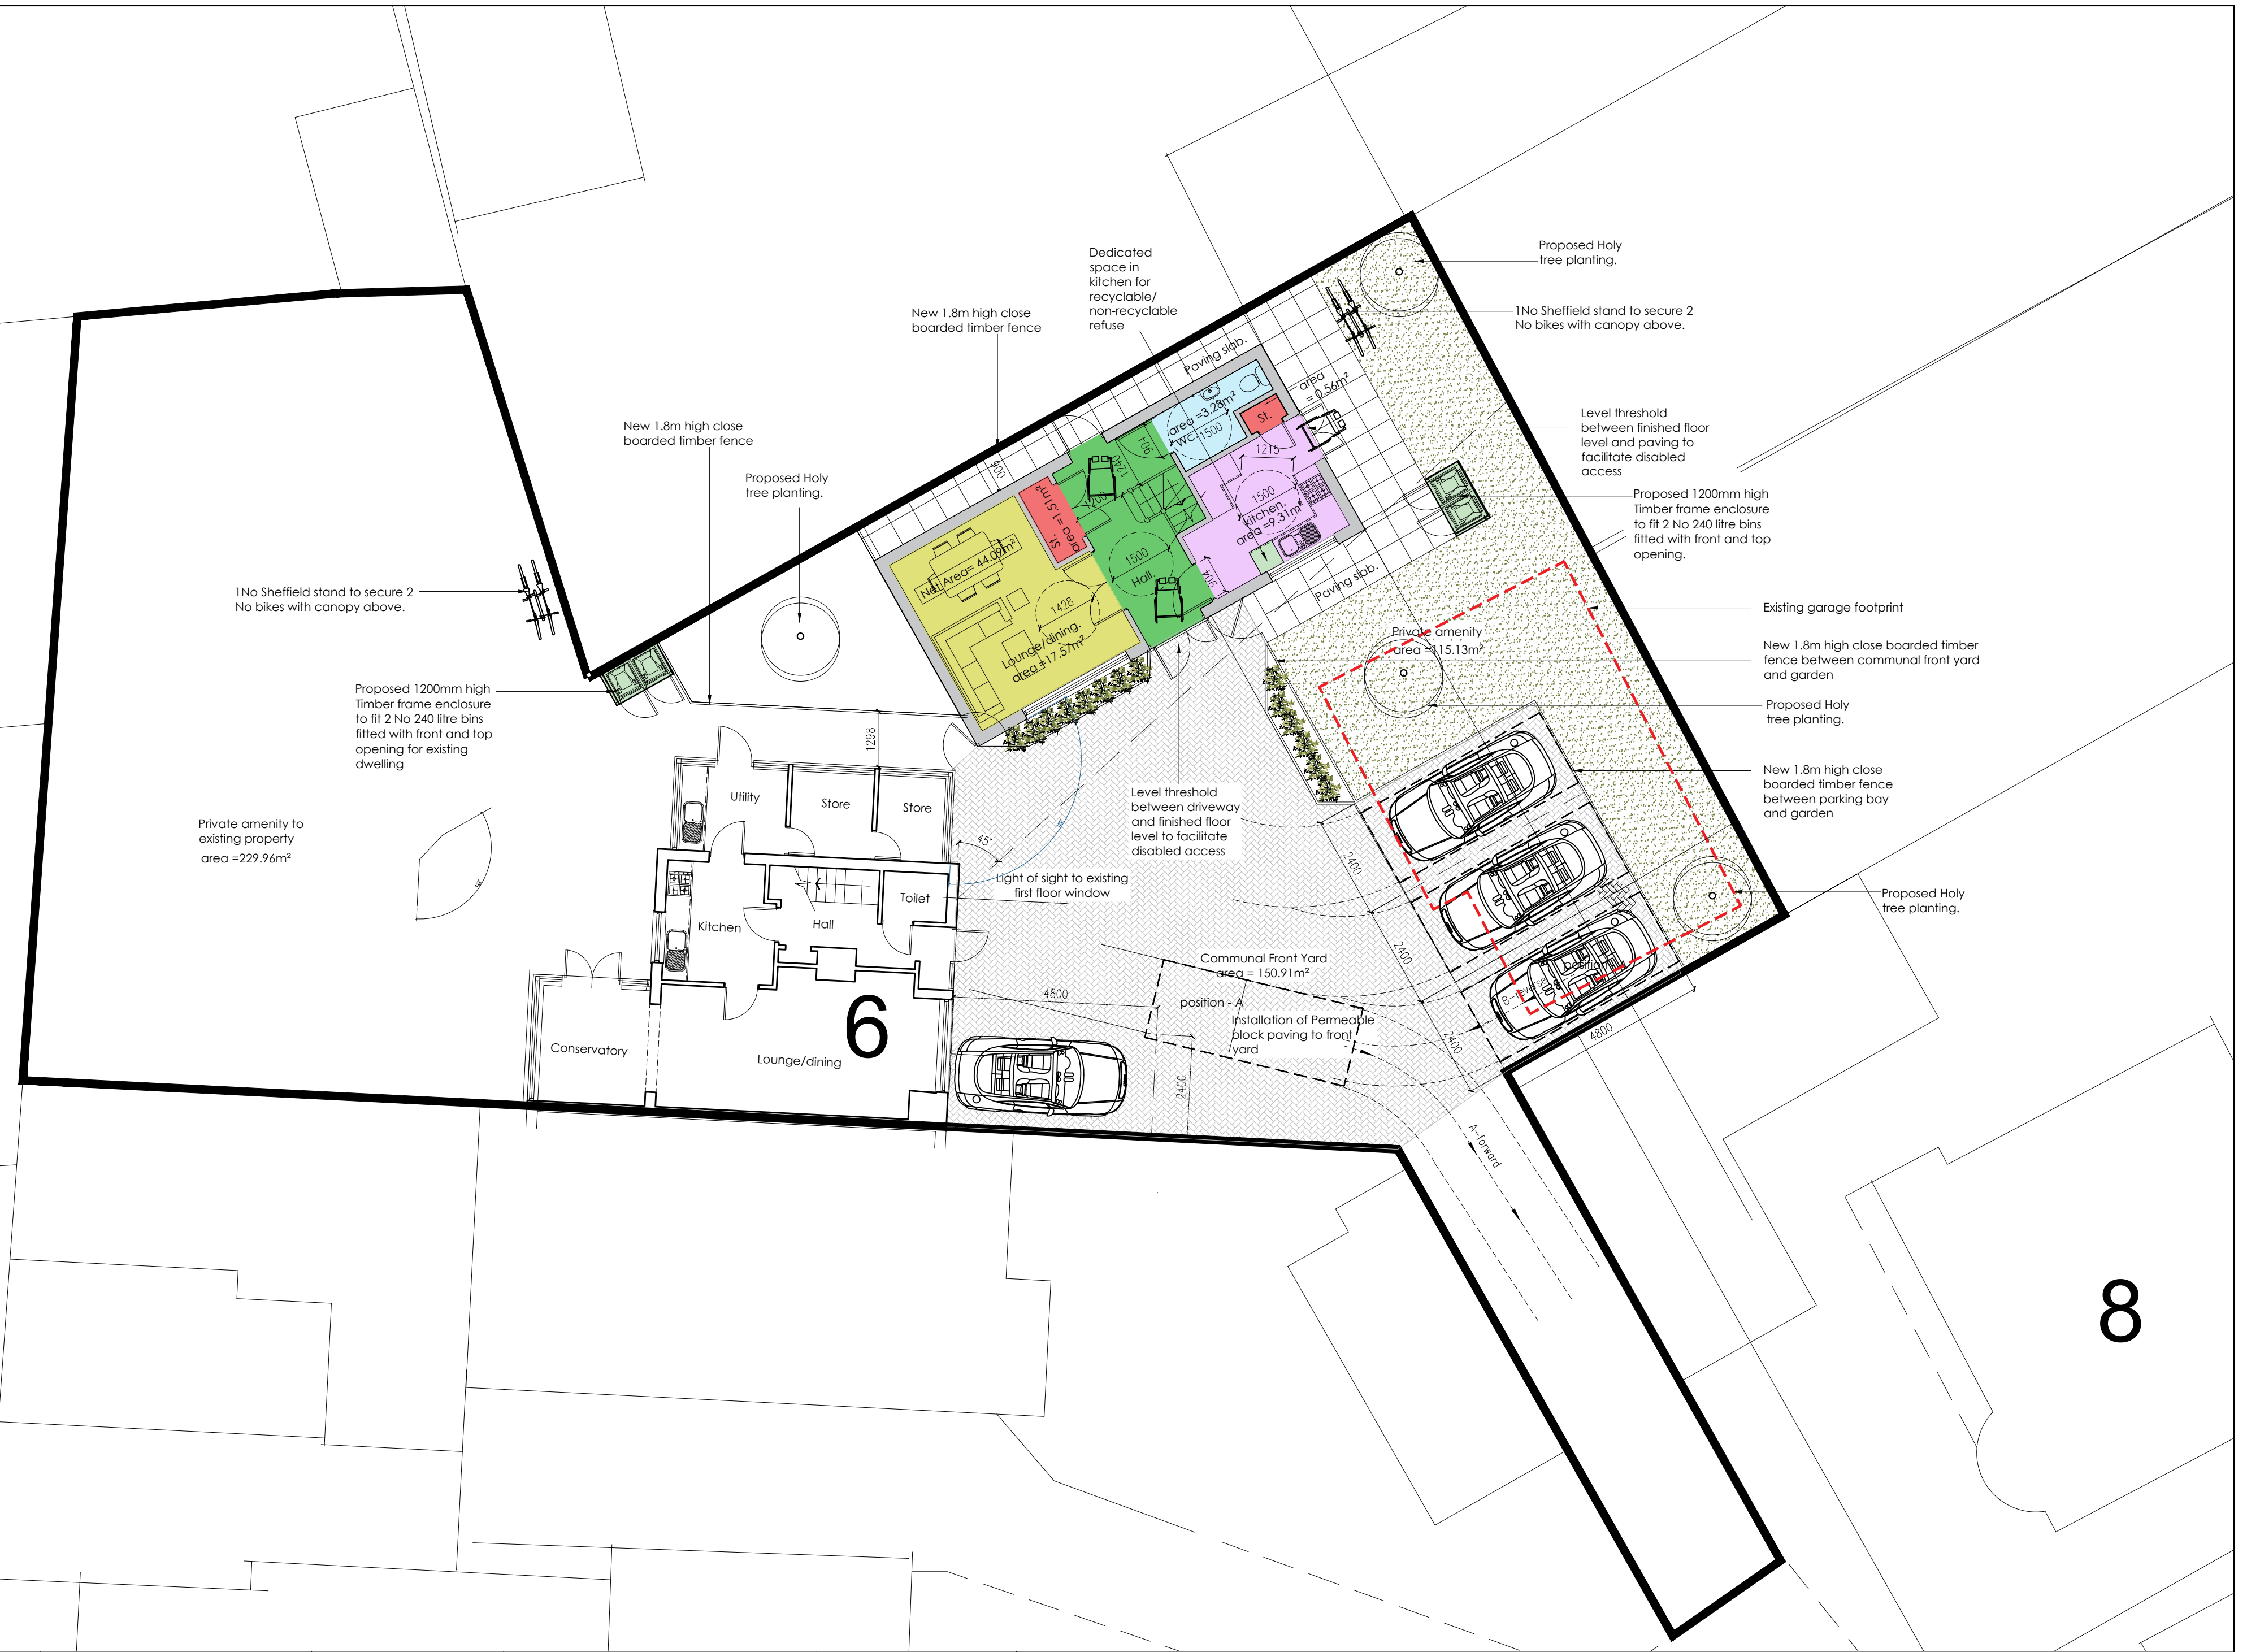 Dedicated
space in
kitchen for
recyclable/
non-recyclable
refuse
Proposed Holy
tree planting.
New 1.8m high close
boarded timber fence
1No Sheffield stand to secure 2
No bikes with canopy above.
Paving slab.
area
= 0.56m²
area =3.28m²
wc.
1500
St.
904
1240
1200
1215
900
Level threshold
between finished floor
level and paving to
facilitate disabled
access
New 1.8m high close
boarded timber fence
Proposed Holy
tree planting.
St.
area =1.51m²
1500
kitchen.
area =9.31m²
Proposed 1200mm high
Timber frame enclosure
to fit 2 No 240 litre bins
fitted with front and top
opening.
Net Area= 44.09m²
1500
Hall.
904
Paving slab.
1428
Lounge/dining.
area =17.57m²
1No Sheffield stand to secure 2
No bikes with canopy above.
Existing garage footprint
Private amenity
area =115.13m²
New 1.8m high close boarded timber
fence between communal front yard
and garden
Proposed 1200mm high
Timber frame enclosure
to fit 2 No 240 litre bins
fitted with front and top
opening for existing
dwelling
Proposed Holy
tree planting.
1298
New 1.8m high close
boarded timber fence
between parking bay
and garden
Utility
Store
Store
Level threshold
between driveway
and finished floor
level to facilitate
disabled access
Private amenity to
existing property
area =229.96m²
45°
2400
Light of sight to existing
first floor window
Toilet
Kitchen
Hall
Proposed Holy
tree planting.
2400
Communal Front Yard
area = 150.91m²
position
4800
position - A
6
Installation of Permeable
block paving to front
yard
2400
4800
Conservatory
Lounge/dining
2400
A-forward
8